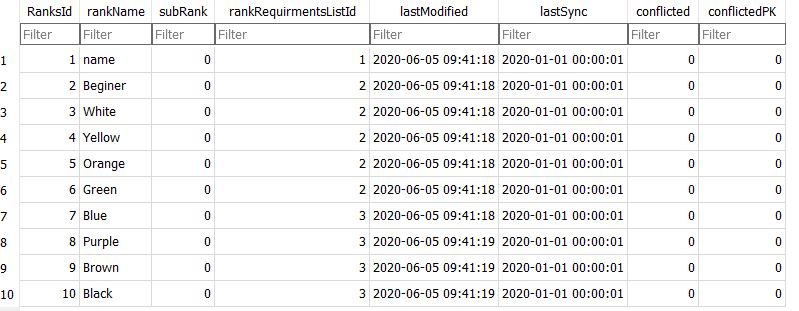 RanksId rankName subRank rankRequirmentsListId lastModified lastSync conflicted conflictedPK
Filter Filter Filter Filter Filter Filter Filter Filter
1 1 name 0 1 2020-06-05 09:41:18 2020-01-01 00:00:01 0 0
2 2 Beginer 0 2 2020-06-05 09:41:18 2020-01-01 00:00:01 0 0
3 3 White 0 2 2020-06-05 09:41:18 2020-01-01 00:00:01 0 0
4 4 Yellow 0 2 2020-06-05 09:41:18 2020-01-01 00:00:01 0 0
5 5 Orange 0 2 2020-06-05 09:41:18 2020-01-01 00:00:01 0 0
6 6 Green 0 2 2020-06-05 09:41:18 2020-01-01 00:00:01 0 0
7 7 Blue 0 3 2020-06-05 09:41:18 2020-01-01 00:00:01 0 0
8 8 Purple 0 3 2020-06-05 09:41:19 2020-01-01 00:00:01 0 0
9 9 Brown 0 3 2020-06-05 09:41:19 2020-01-01 00:00:01 0 0
10 10 Black 0 3 2020-06-05 09:41:19 2020-01-01 00:00:01 0 0